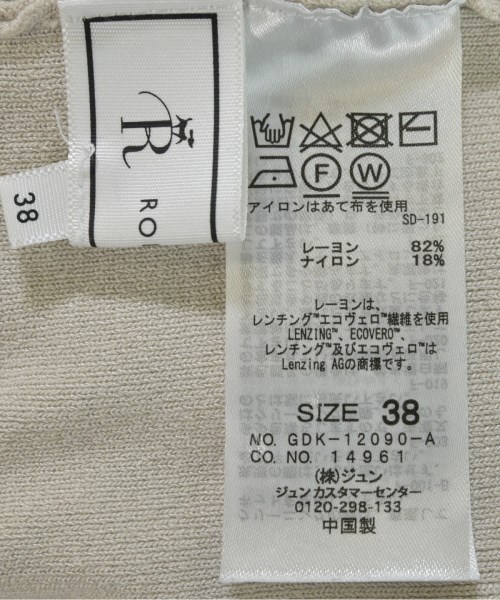 R
38
F
W
アイロンはあて布を使用
SD-191
レーヨン 82%
ナイロン 18%
レーヨンは、
レンチング™エコヴェロ™繊維を使用
LENZING™、ECOVERO™、
レンチング™及びエコヴェロ™は
Lenzing AGの商標です。
SIZE 38
NO. GDK-12090-A
CO.NO. 14961
(株)ジュン
ジュン カスタマーセンター
0120-298-133
中国製